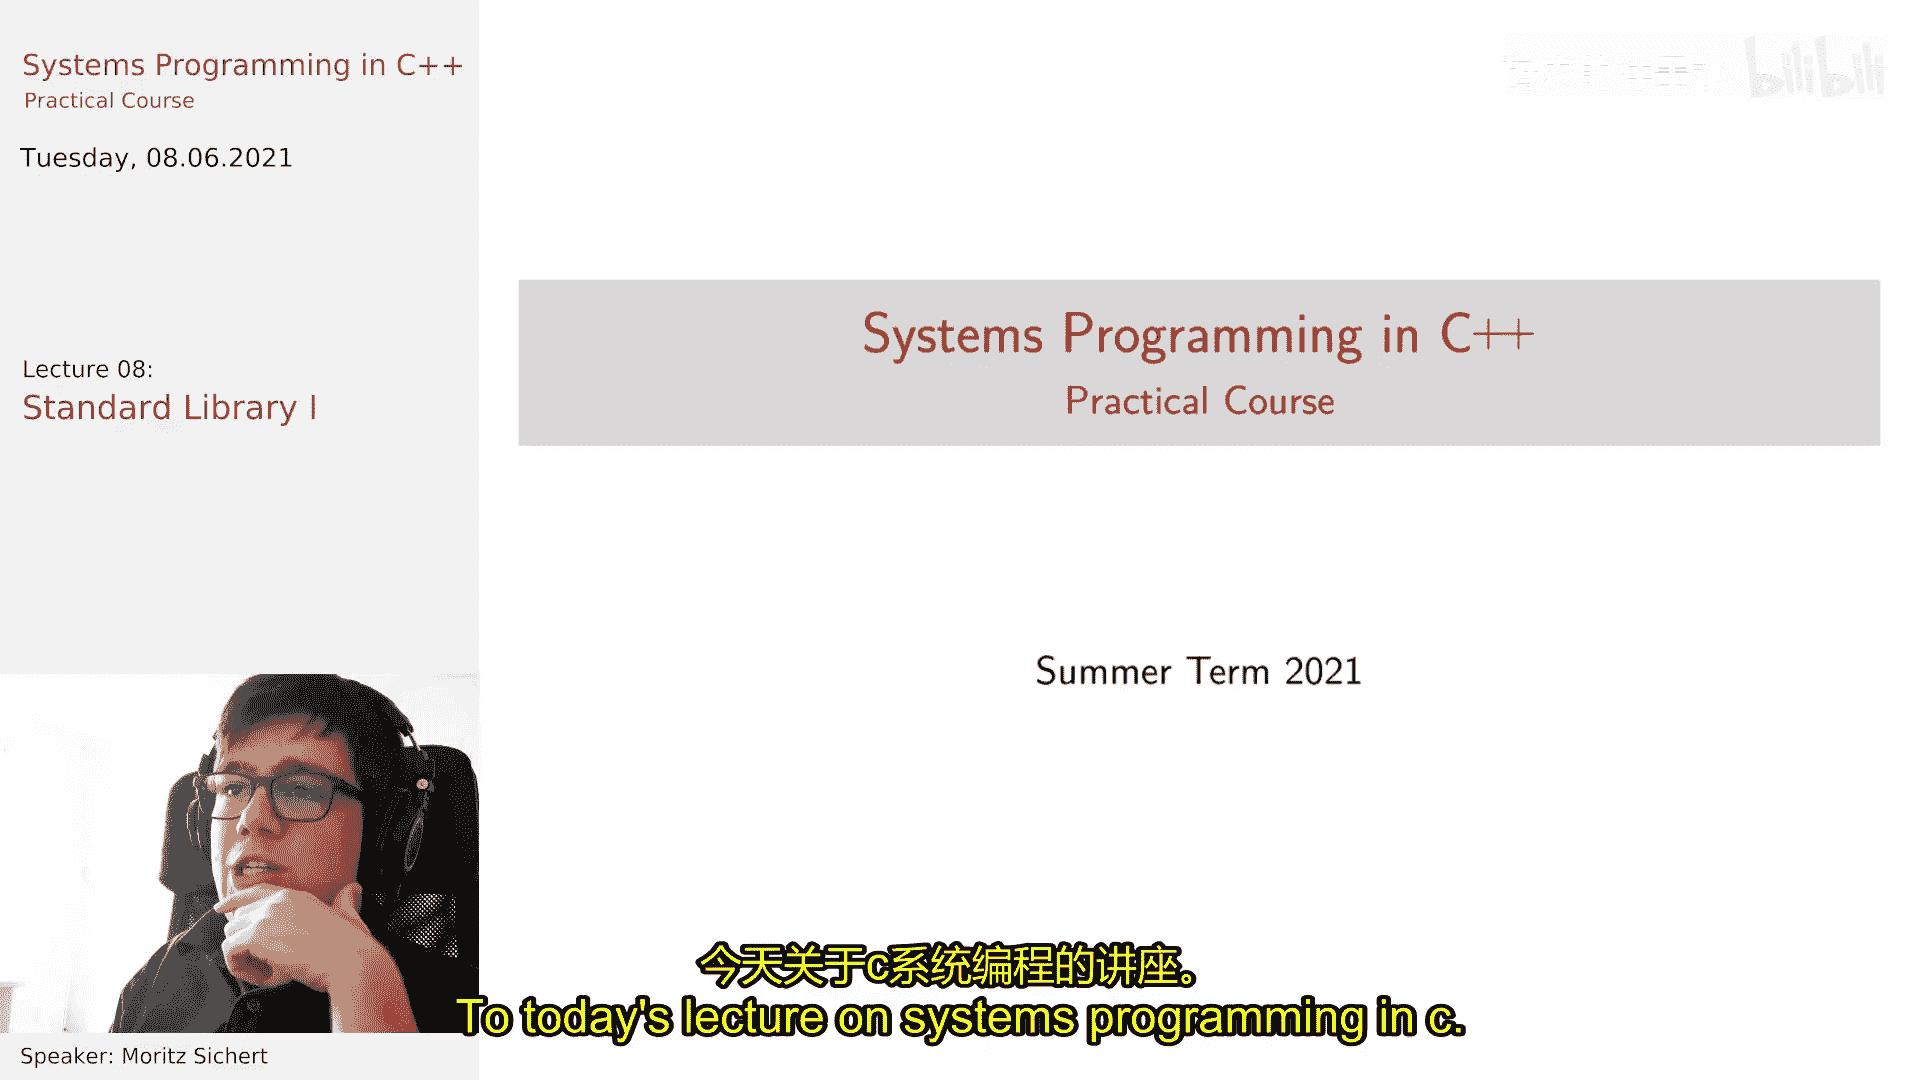 Systems Programming in C++
Practical Course
Tuesday, 08.06.2021
Lecture 08:
Standard Library I
bilibili
Systems Programming in C++
Practical Course
Summer Term 2021
今天关于c系统编程的讲座。
To today's lecture on systems programming in c.
Speaker: Moritz Sichert